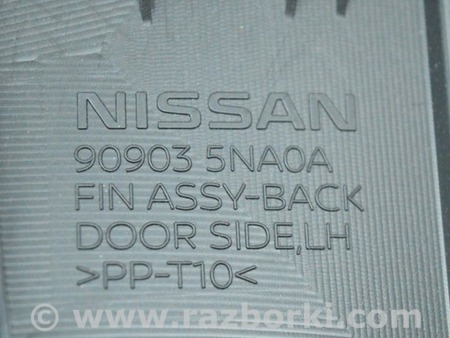 NISSAN
90903 5NA0A
FIN ASSY-BACK
DOOR SIDE,LH
>PP-T10<
© www.razborki.com